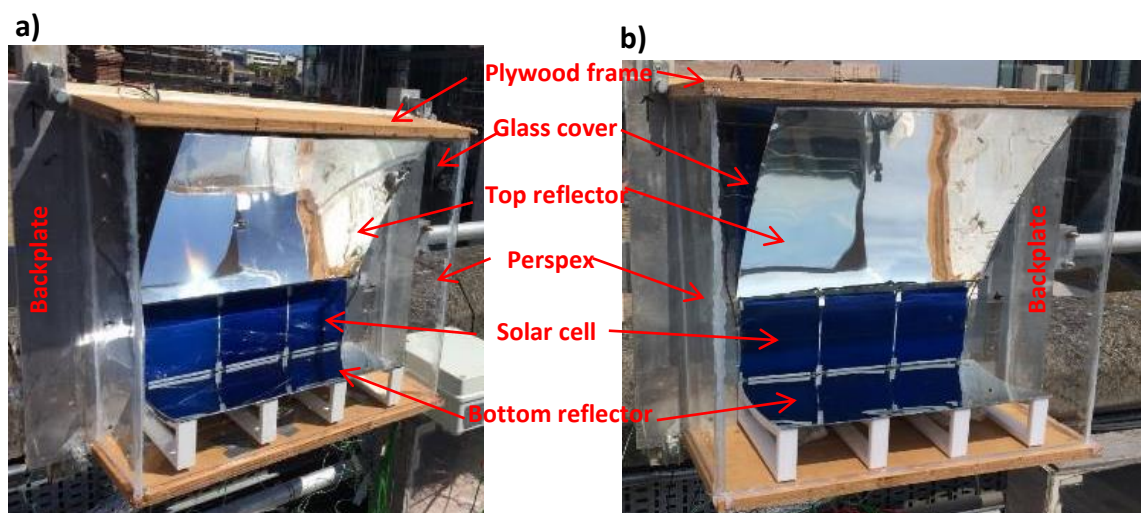 a)
b)
Plywood frame
Glass cover
Top reflector
Perspex
Solar cell
Bottom reflector
Backplate
Backplate